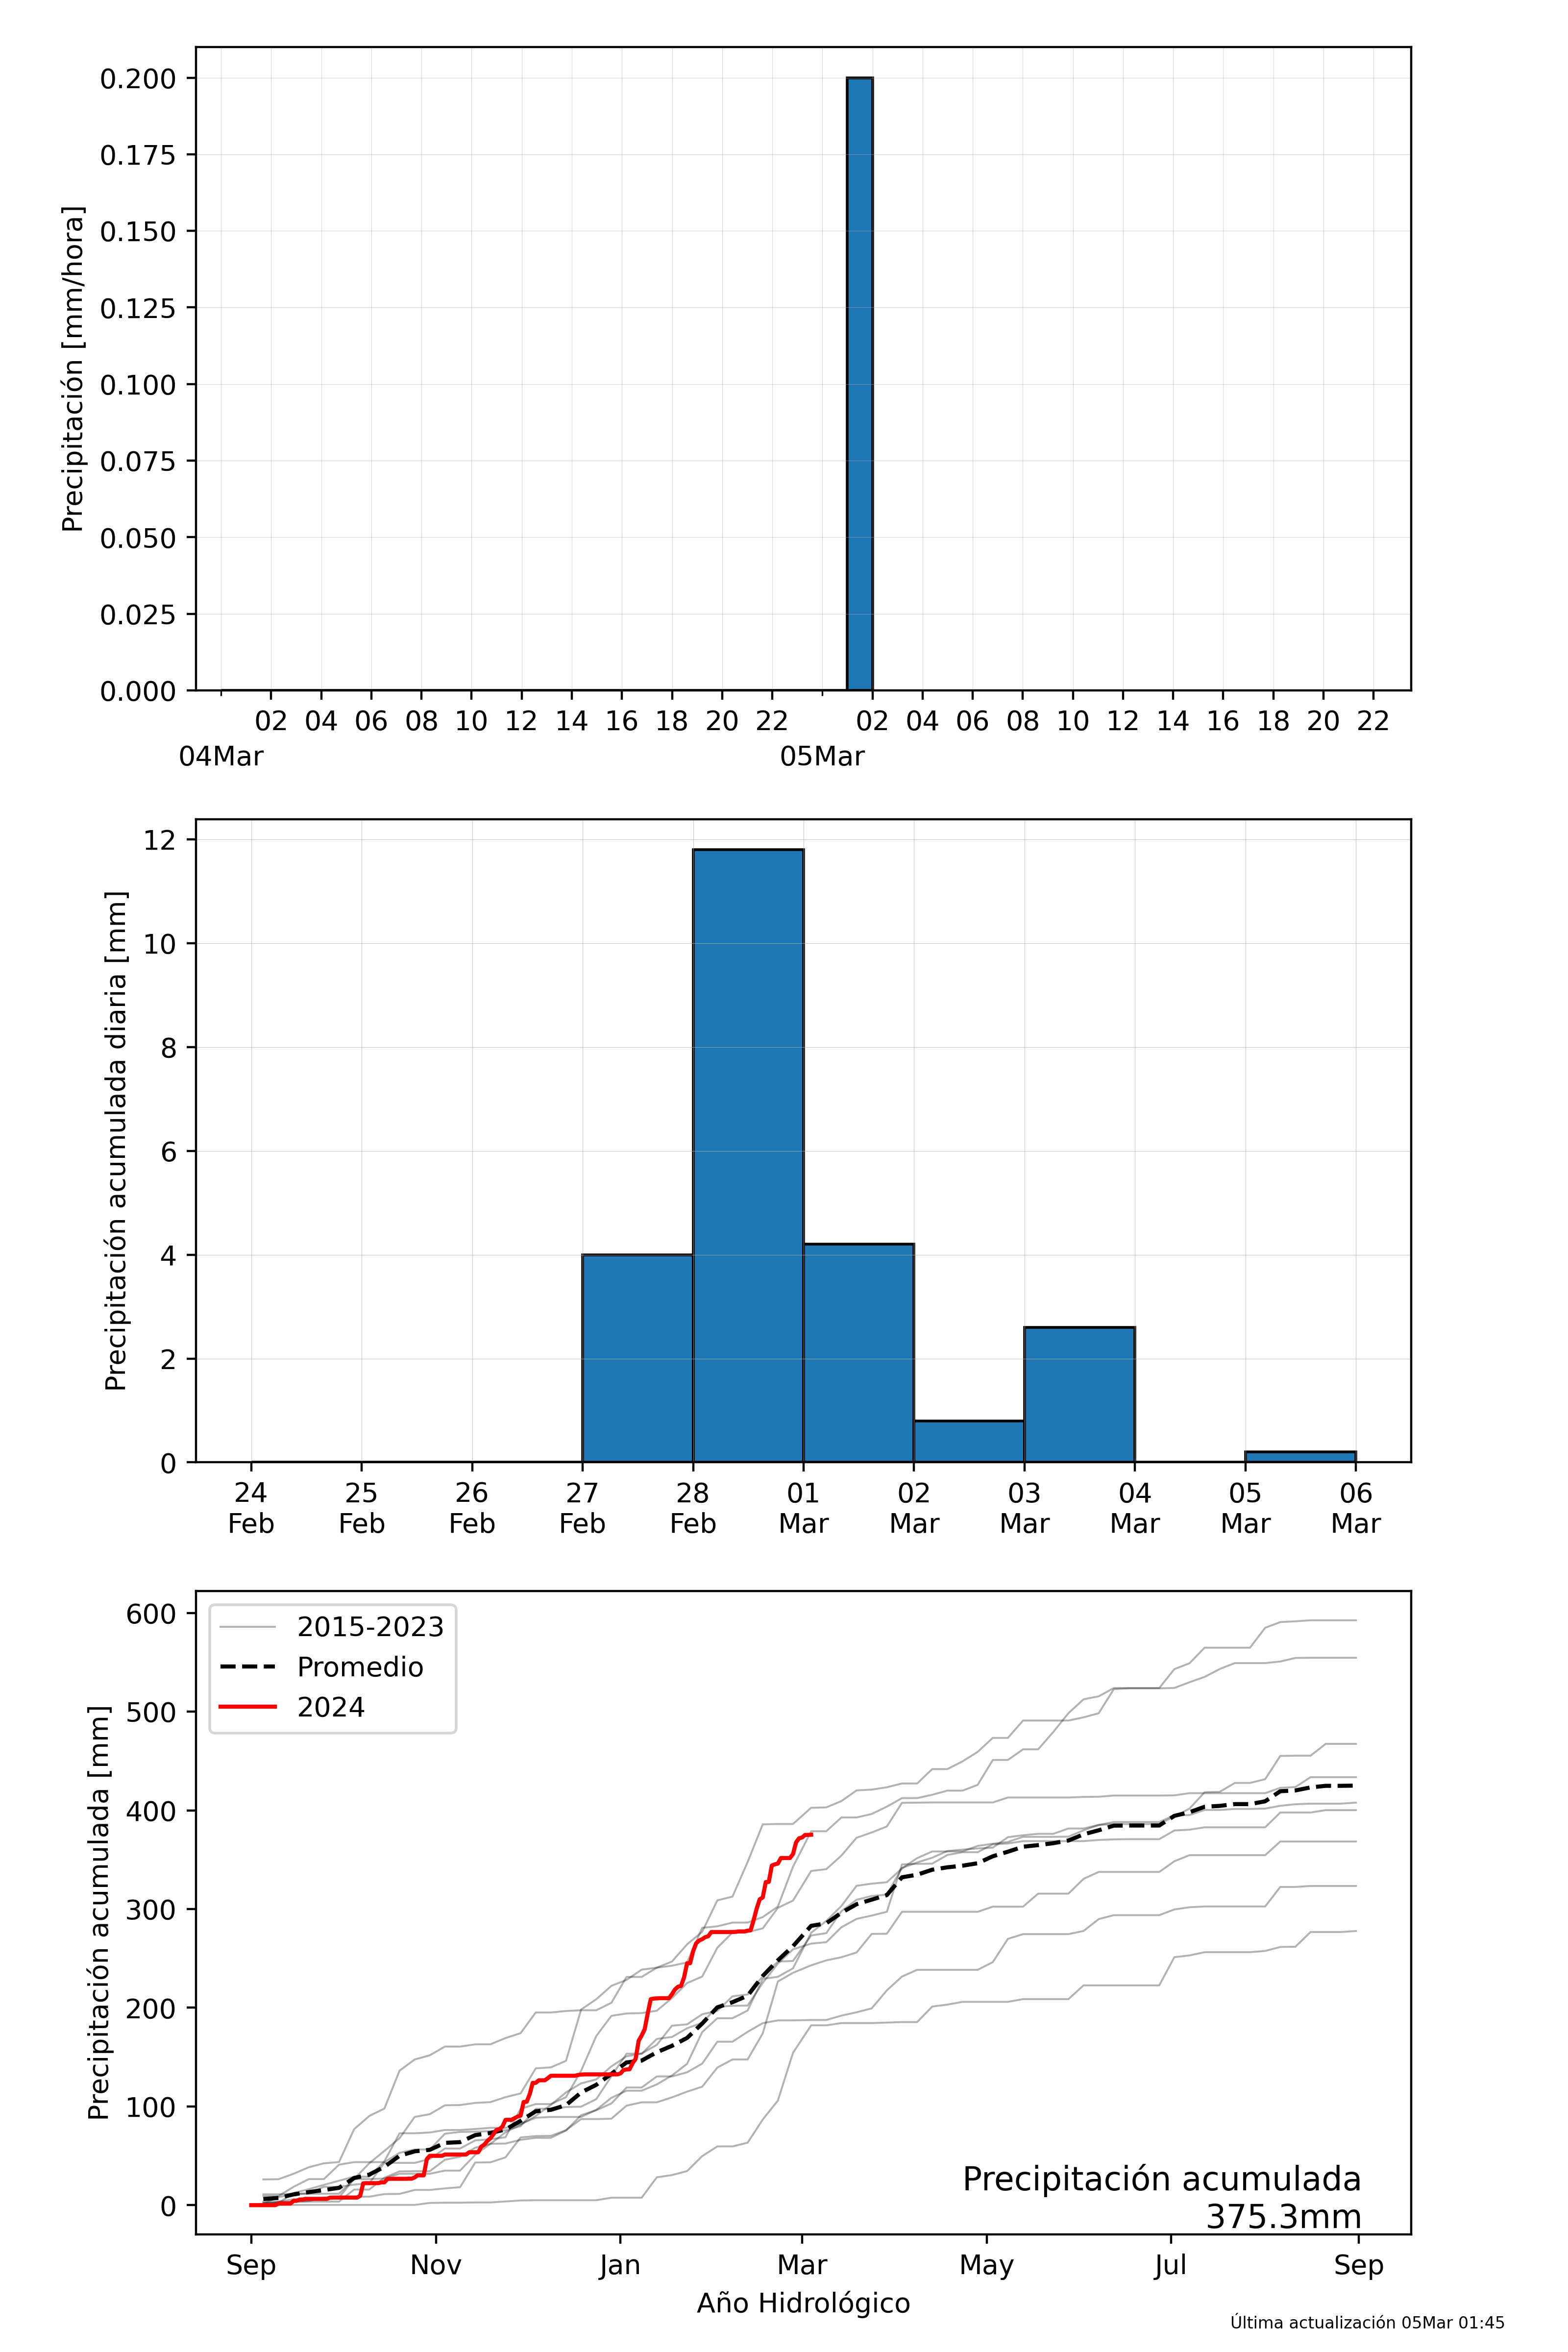 Precipitación [mm/hora]
0.200
0.175
0.150
0.125
0.100
0.075
0.050
0.025
0.000
02 04 06 08 10 12 14 16 18 20 22 02 04 06 08 10 12 14 16 18 20 22
04Mar 05Mar
Precipitación acumulada diaria [mm]
12
10
8
6
4
2
0
24 25 26 27 28 01 02 03 04 05 06
Feb Feb Feb Feb Feb Mar Mar Mar Mar Mar Mar
Precipitación acumulada [mm]
600
500
400
300
200
100
0
2015-2023
Promedio
2024
Precipitación acumulada
375.3mm
Sep Nov Jan Mar May Jul Sep
Año Hidrológico
Última actualización 05Mar 01:45